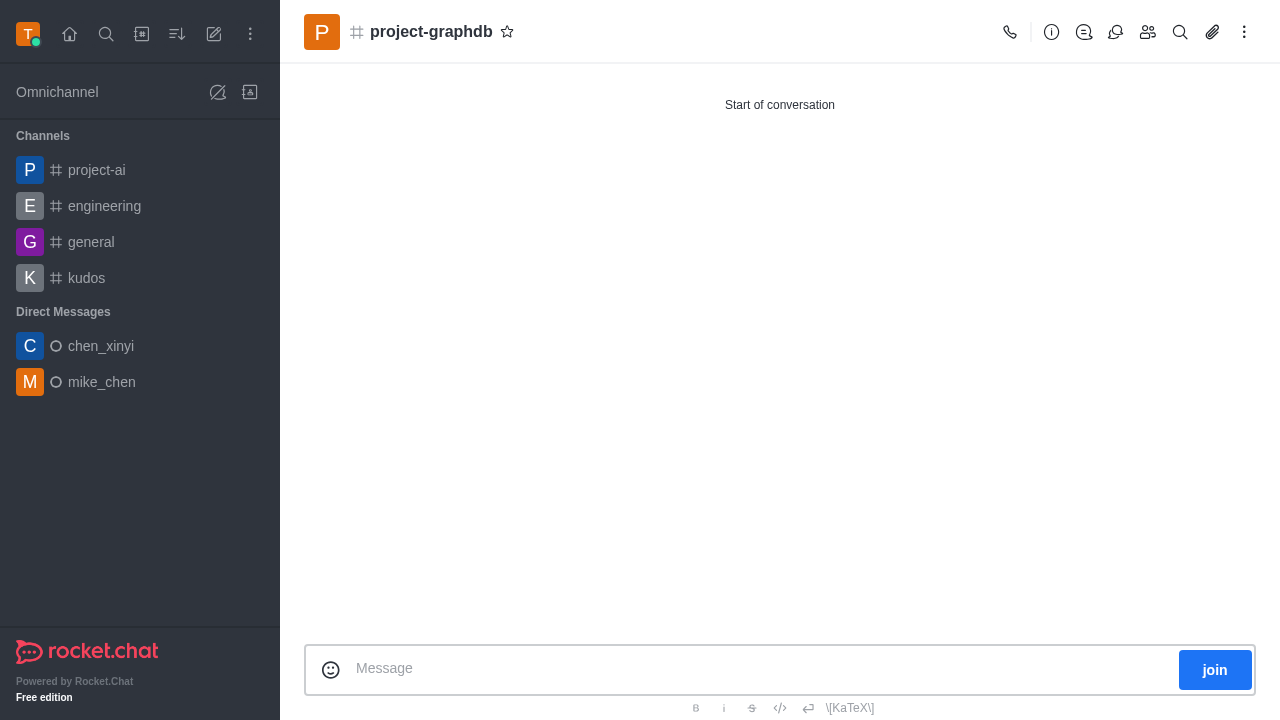 T
P
project-graphdb
Omnichannel
Start of conversation
Channels
P project-ai
E engineering
G general
K kudos
Direct Messages
C chen_xinyi
M mike_chen
rocket.chat
Powered by Rocket.Chat
Free edition
Message
join
B i S \[KaTeX\]